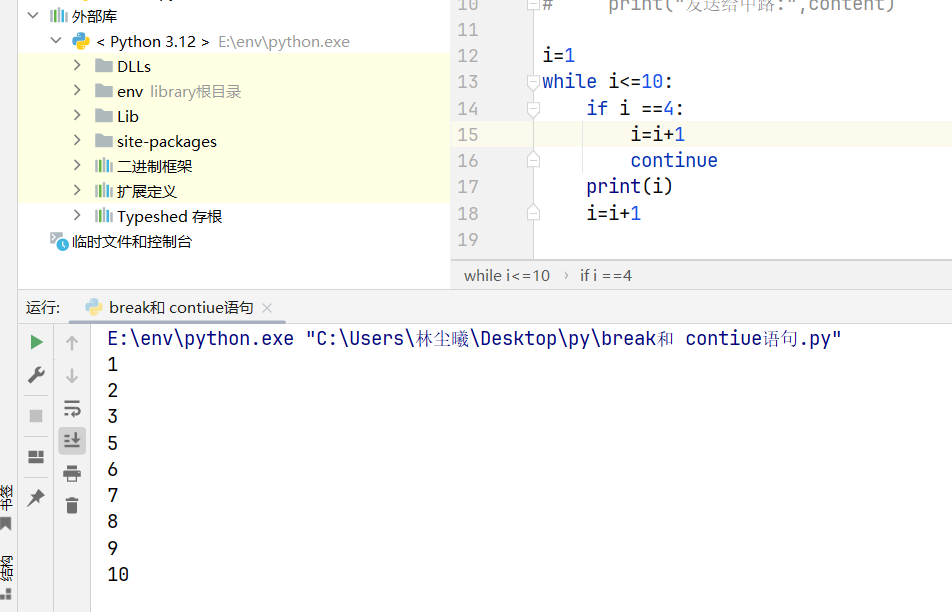 外部库
< Python 3.12 > E:\env\python.exe
DLLs
env library根目录
Lib
site-packages
二进制框架
扩展定义
Typeshed 存根
临时文件和控制台
10 # print("发送给中路:",content)
11
12 i=1
13 while i<=10:
14 if i ==4:
15 i=i+1
16 continue
17 print(i)
18 i=i+1
19
while i<=10 › if i ==4
运行: break和 contiue语句 ×
E:\env\python.exe "C:\Users\林尘曦\Desktop\py\break和 contiue语句.py"
1
2
3
5
6
7
8
9
10
书签
结构